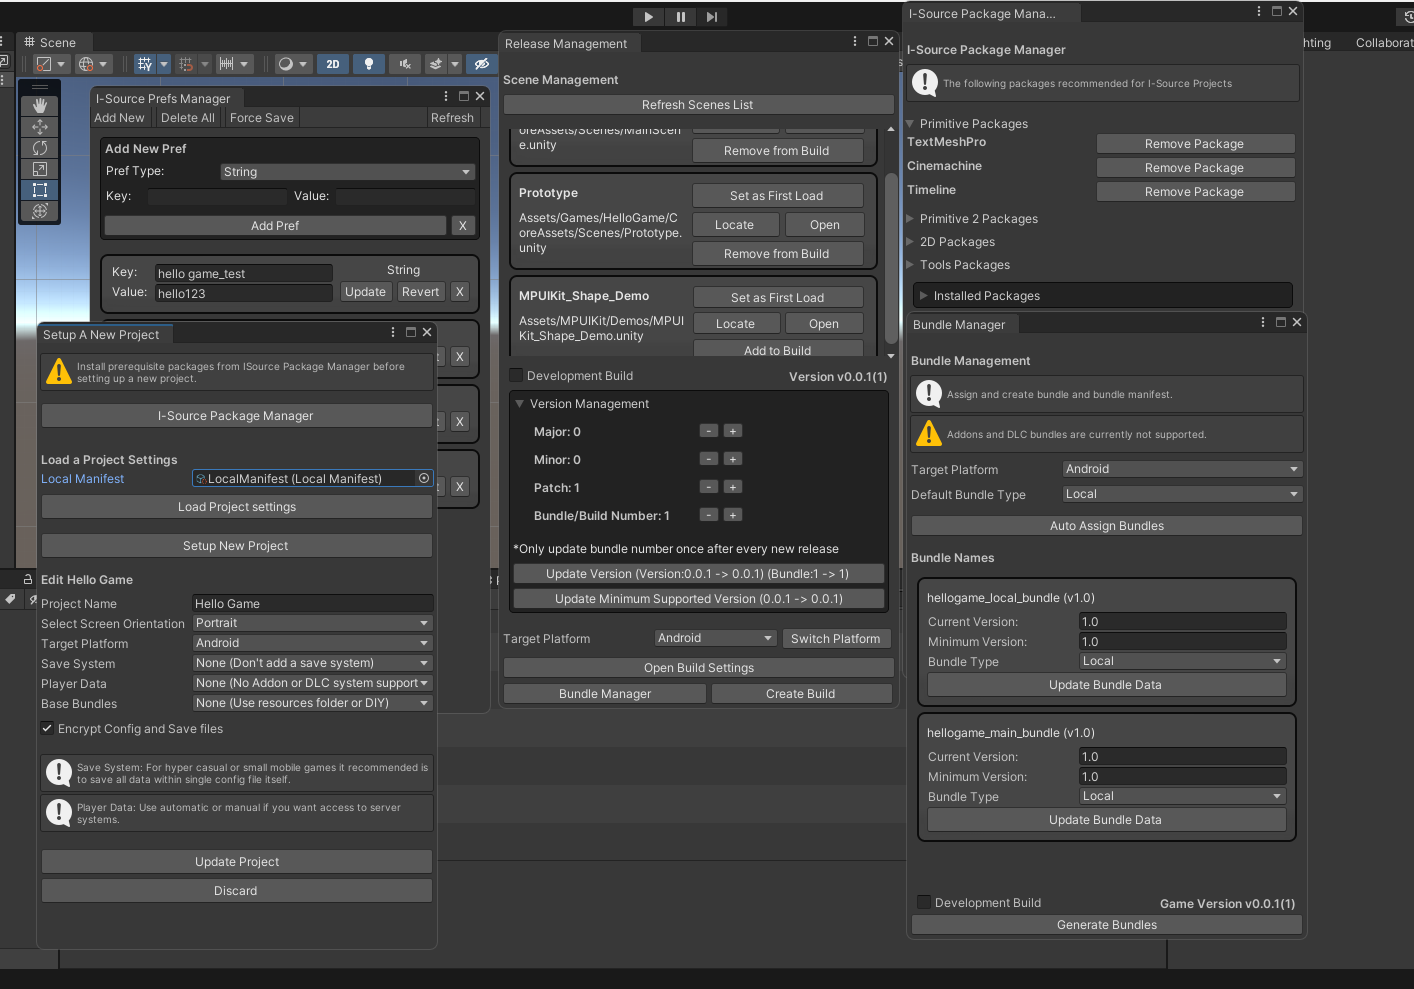 Scene
2D
hting
Collaborat
I-Source Prefs Manager
Add New
Delete All
Force Save
Refresh
Add New Pref
Pref Type:
String
Key:
Value:
Add Pref
X
Key:
hello game_test
String
Value:
hello123
Update
Revert
X
X
X
X
Setup A New Project
Install prerequisite packages from ISource Package Manager before
setting up a new project.
I-Source Package Manager
Load a Project Settings
Local Manifest
LocalManifest (Local Manifest)
Load Project settings
Setup New Project
Edit Hello Game
Project Name
Hello Game
Select Screen Orientation
Portrait
Target Platform
Android
Save System
None (Don't add a save system)
Player Data
None (No Addon or DLC system support
Base Bundles
None (Use resources folder or DIY)
Encrypt Config and Save files
Save System: For hyper casual or small mobile games it recommended is
to save all data within single config file itself.
Player Data: Use automatic or manual if you want access to server
systems.
Update Project
Discard
Release Management
Scene Management
Refresh Scenes List
oreAssets/Scenes/MainScen
e.unity
Remove from Build
Prototype
Set as First Load
Assets/Games/HelloGame/C
oreAssets/Scenes/Prototype.
unity
Locate
Open
Remove from Build
MPUIKit_Shape_Demo
Set as First Load
Assets/MPUIKit/Demos/MPUI
Kit_Shape_Demo.unity
Locate
Open
Add to Build
Development Build
Version v0.0.1(1)
Version Management
Major: 0
-
+
Minor: 0
-
+
Patch: 1
-
+
Bundle/Build Number: 1
-
+
*Only update bundle number once after every new release
Update Version (Version:0.0.1 -> 0.0.1) (Bundle:1 -> 1)
Update Minimum Supported Version (0.0.1 -> 0.0.1)
Target Platform
Android
Switch Platform
Open Build Settings
Bundle Manager
Create Build
I-Source Package Mana...
I-Source Package Manager
The following packages recommended for I-Source Projects
Primitive Packages
TextMeshPro
Remove Package
Cinemachine
Remove Package
Timeline
Remove Package
Primitive 2 Packages
2D Packages
Tools Packages
Installed Packages
Bundle Manager
Bundle Management
Assign and create bundle and bundle manifest.
Addons and DLC bundles are currently not supported.
Target Platform
Android
Default Bundle Type
Local
Auto Assign Bundles
Bundle Names
hellogame_local_bundle (v1.0)
Current Version:
1.0
Minimum Version:
1.0
Bundle Type
Local
Update Bundle Data
hellogame_main_bundle (v1.0)
Current Version:
1.0
Minimum Version:
1.0
Bundle Type
Local
Update Bundle Data
Development Build
Game Version v0.0.1(1)
Generate Bundles